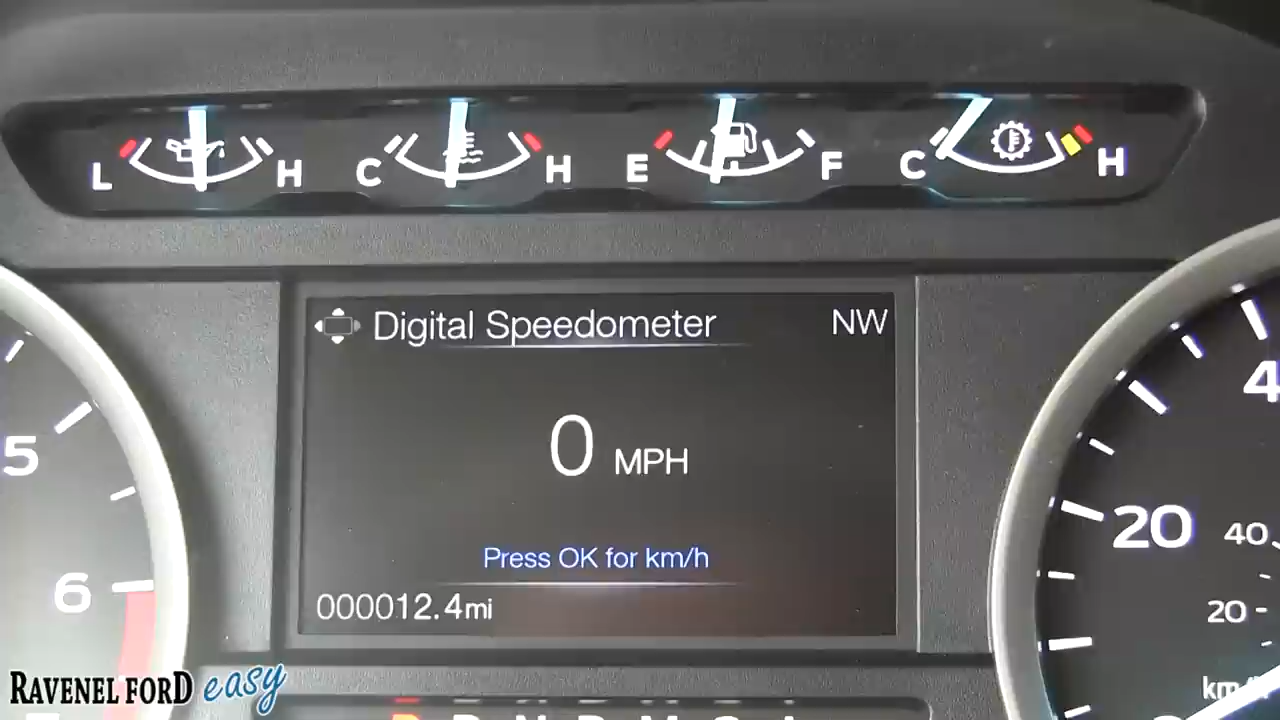 L H C H E F C H
Digital Speedometer NW
0 MPH
Press OK for km/h
000012.4mi
5
6
4
20 40
20
RAVENEL FORD easy